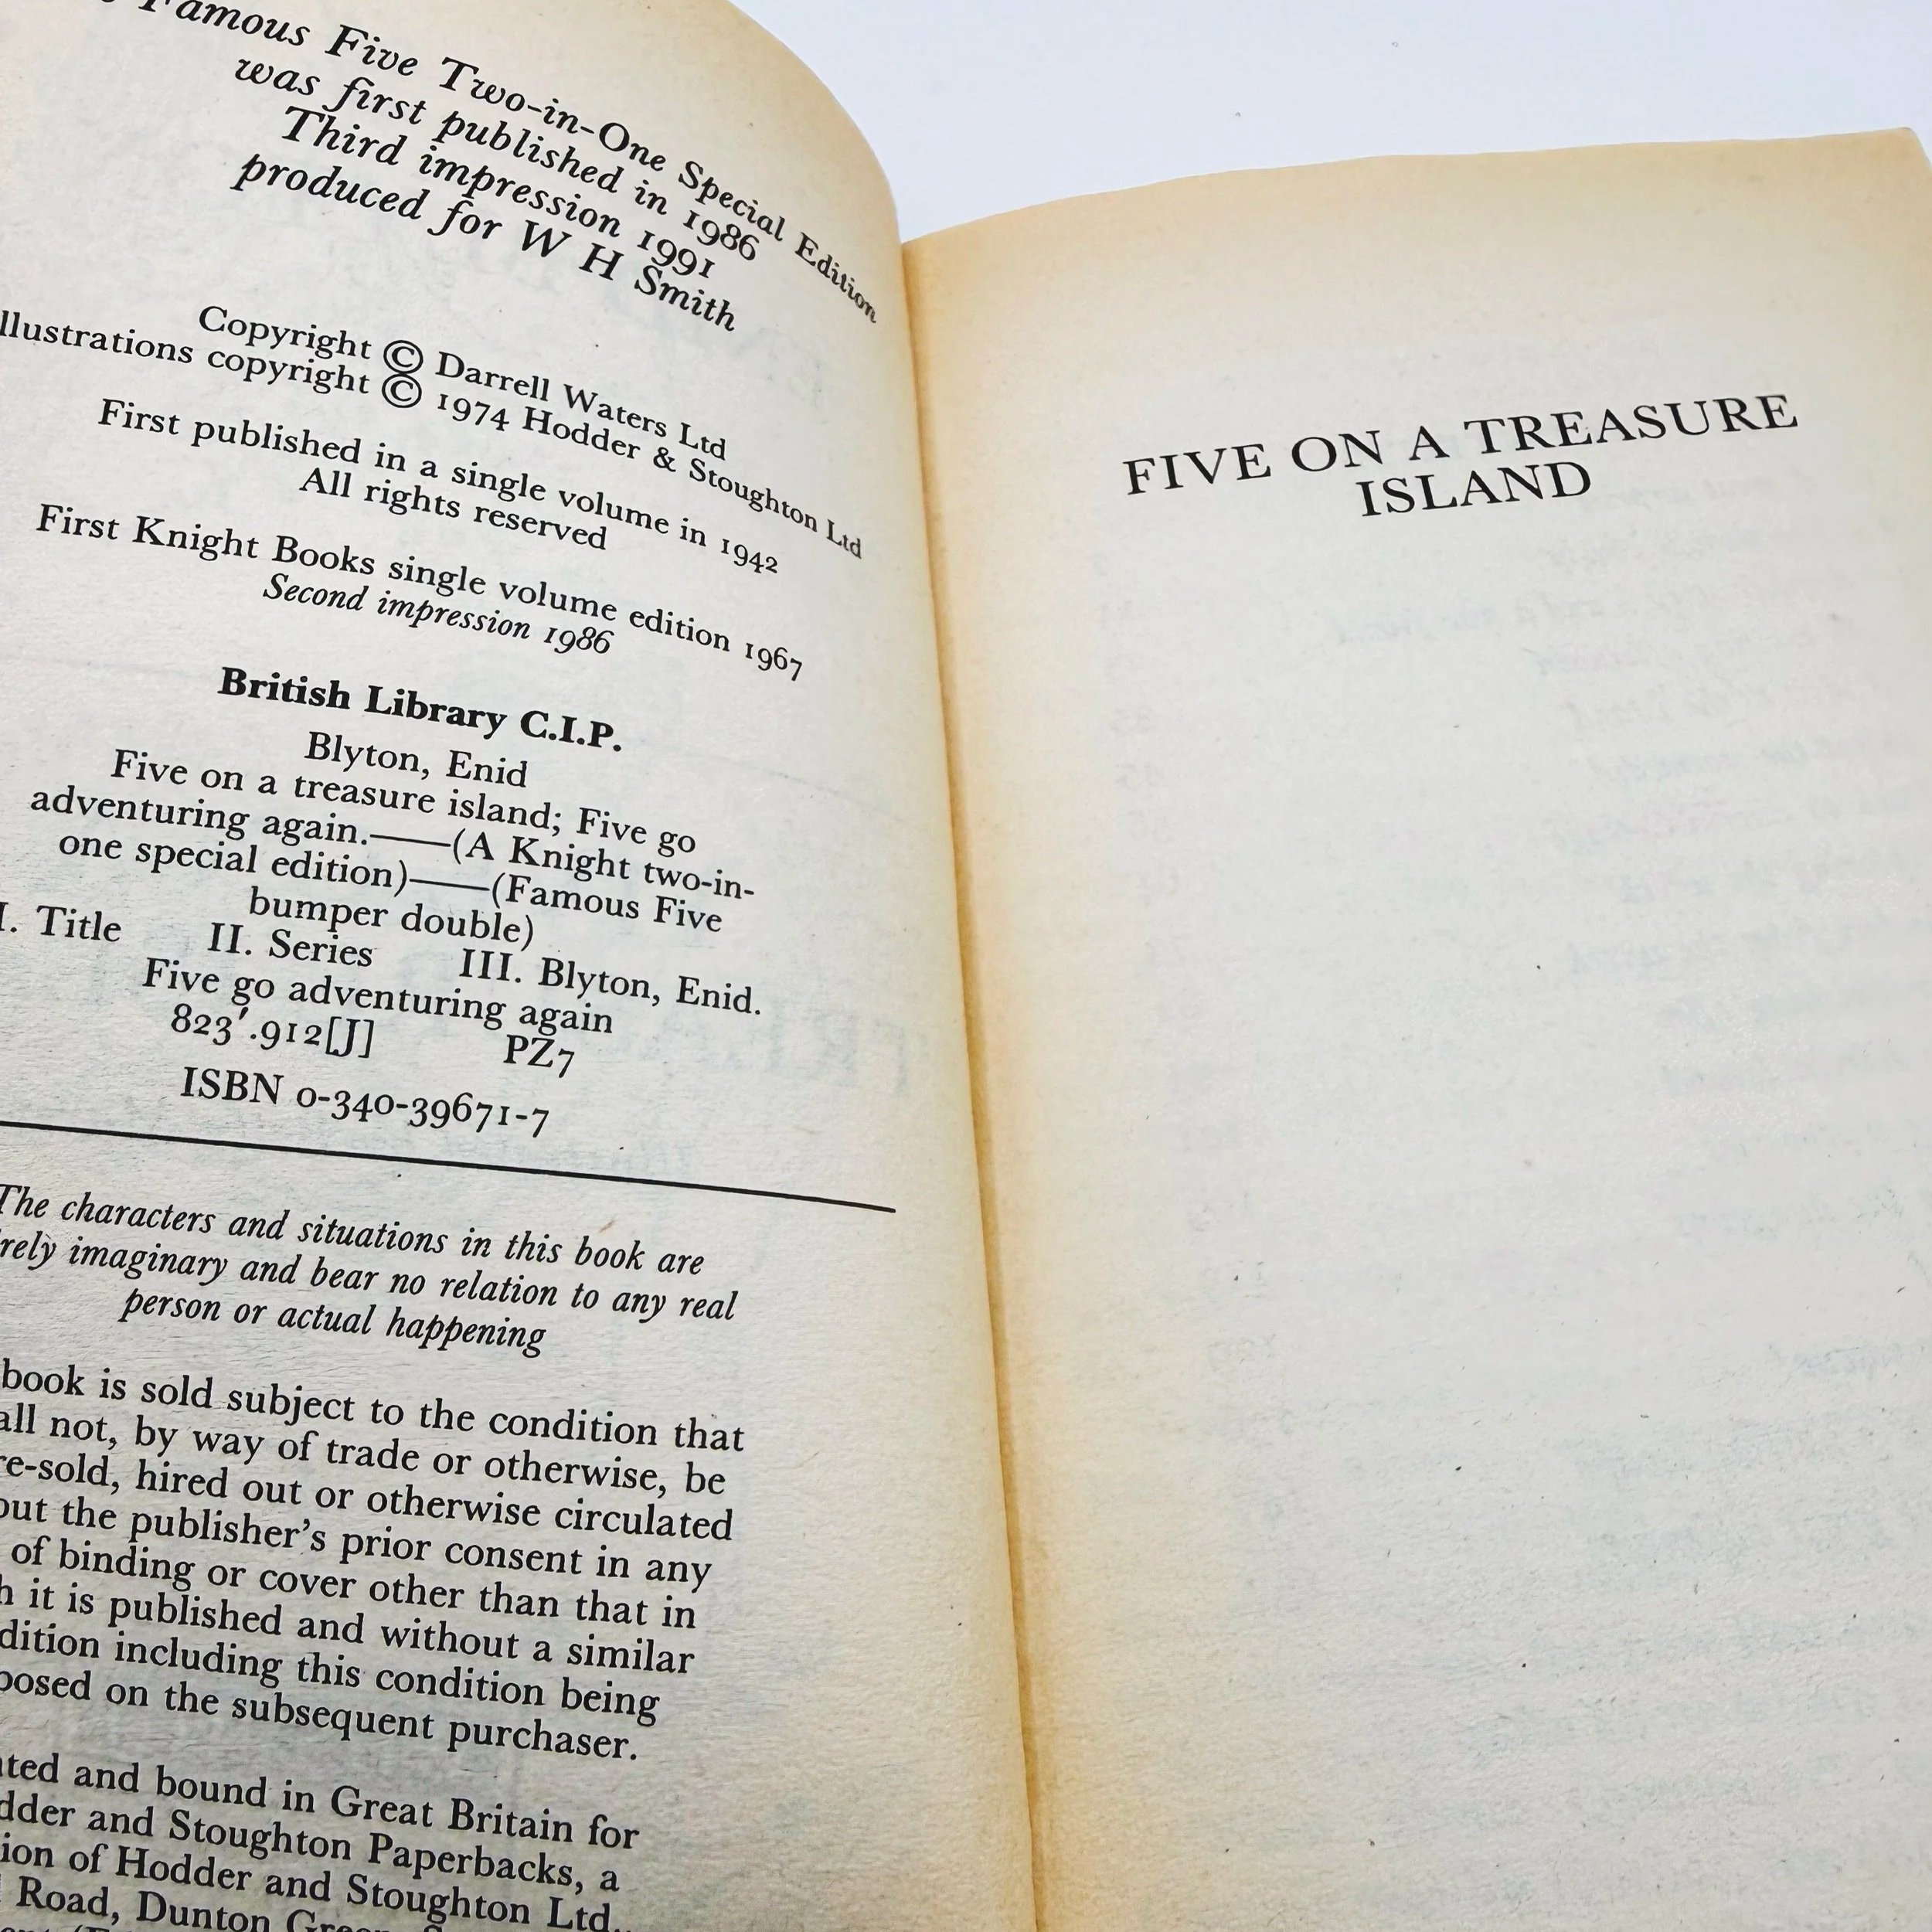 Famous Five Two-in-One Special Edition
was first published in 1986
Third impression 1991
produced for W H Smith
Copyright © Darrell Waters Ltd
llustrations copyright © 1974 Hodder & Stoughton Ltd
First published in a single volume in 1942
All rights reserved
First Knight Books single volume edition 1967
Second impression 1986
British Library C.I.P.
Blyton, Enid
Five on a treasure island; Five go
adventuring again.——(A Knight two-in-
one special edition)——(Famous Five
bumper double)
I. Title II. Series III. Blyton, Enid.
Five go adventuring again
823'.912[J] PZ7
ISBN 0-340-39671-7
The characters and situations in this book are
rely imaginary and bear no relation to any real
person or actual happening
book is sold subject to the condition that
all not, by way of trade or otherwise, be
re-sold, hired out or otherwise circulated
out the publisher's prior consent in any
of binding or cover other than that in
h it is published and without a similar
dition including this condition being
posed on the subsequent purchaser.
ted and bound in Great Britain for
dder and Stoughton Paperbacks, a
ion of Hodder and Stoughton Ltd.,
Road, Dunton Green,
FIVE ON A TREASURE
ISLAND